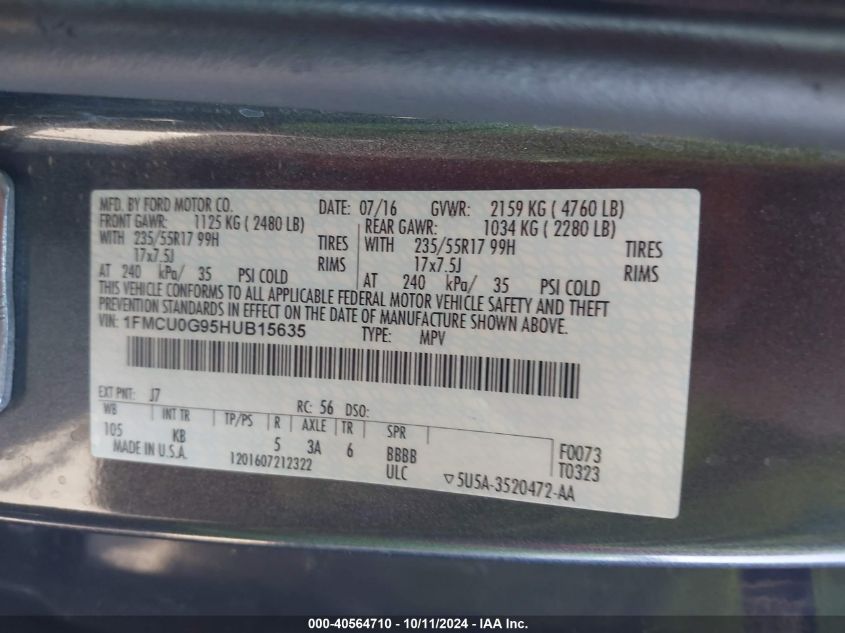 MFD. BY FORD MOTOR CO. DATE: 07/16 GVWR: 2159 KG ( 4760 LB)
FRONT GAWR: 1125 KG ( 2480 LB) REAR GAWR: 1034 KG ( 2280 LB)
WITH 235/55R17 99H TIRES WITH 235/55R17 99H TIRES
17x7.5J RIMS 17x7.5J RIMS
AT 240 kPa/ 35 PSI COLD AT 240 kPa/ 35 PSI COLD
THIS VEHICLE CONFORMS TO ALL APPLICABLE FEDERAL MOTOR VEHICLE SAFETY AND THEFT
PREVENTION STANDARDS IN EFFECT ON THE DATE OF MANUFACTURE SHOWN ABOVE.
VIN: 1FMCU0G95HUB15635 TYPE: MPV
EXT PNT: J7 RC: 56 DSO:
WB INT TR TP/PS R AXLE TR SPR
105 KB 5 3A 6 BBBB F0073
MADE IN U.S.A. 1201607212322 ULC ▽5U5A-3520472-AA T0323
000-40564710 - 10/11/2024 - IAA Inc.